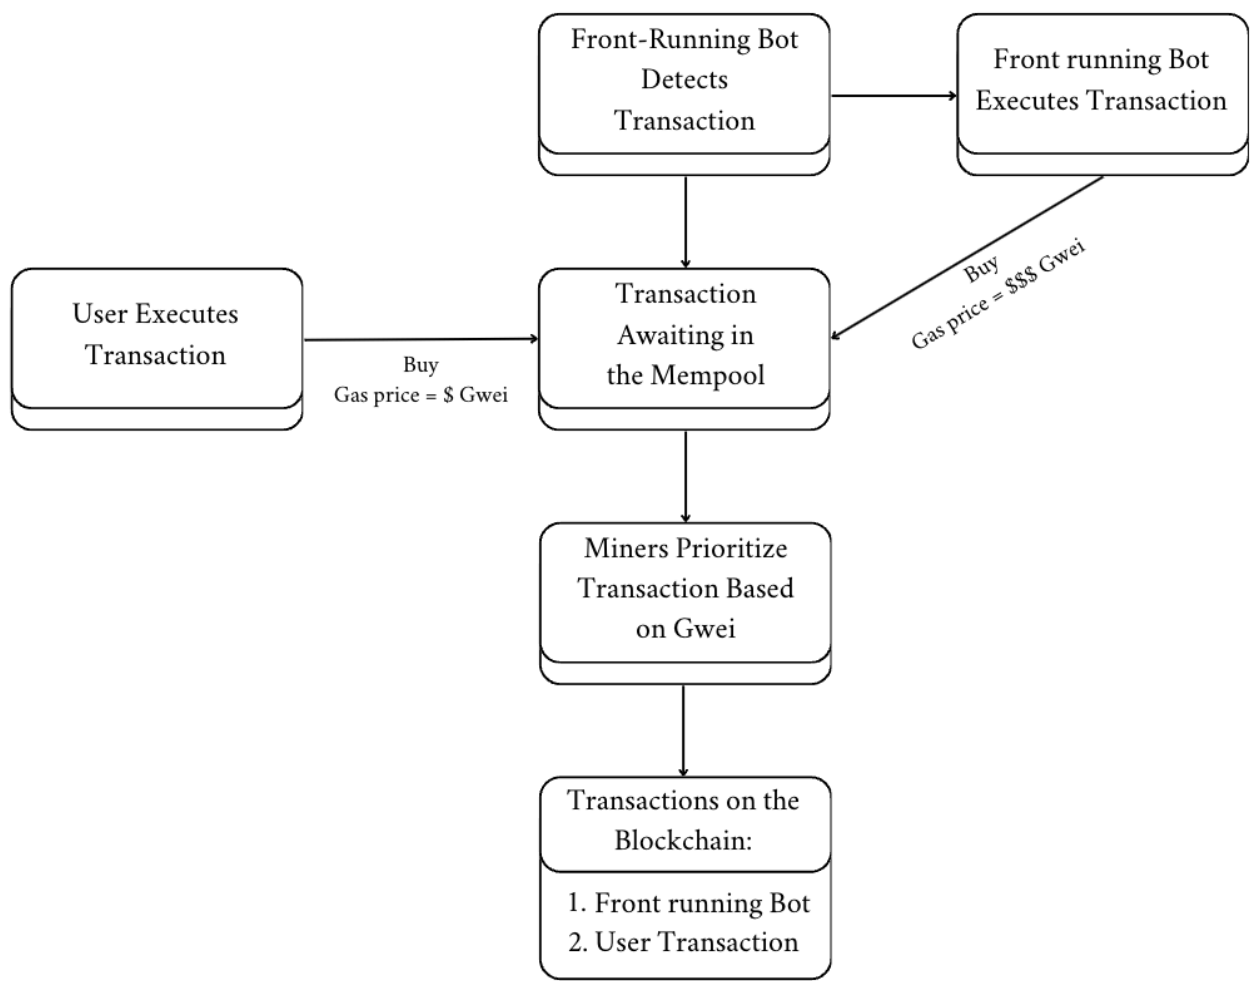 Front-Running Bot
Detects
Transaction
Front running Bot
Executes Transaction
Buy
Gas price = $$$ Gwei
User Executes
Transaction
Buy
Gas price = $ Gwei
Transaction
Awaiting in
the Mempool
Miners Prioritize
Transaction Based
on Gwei
Transactions on the
Blockchain:
1. Front running Bot
2. User Transaction